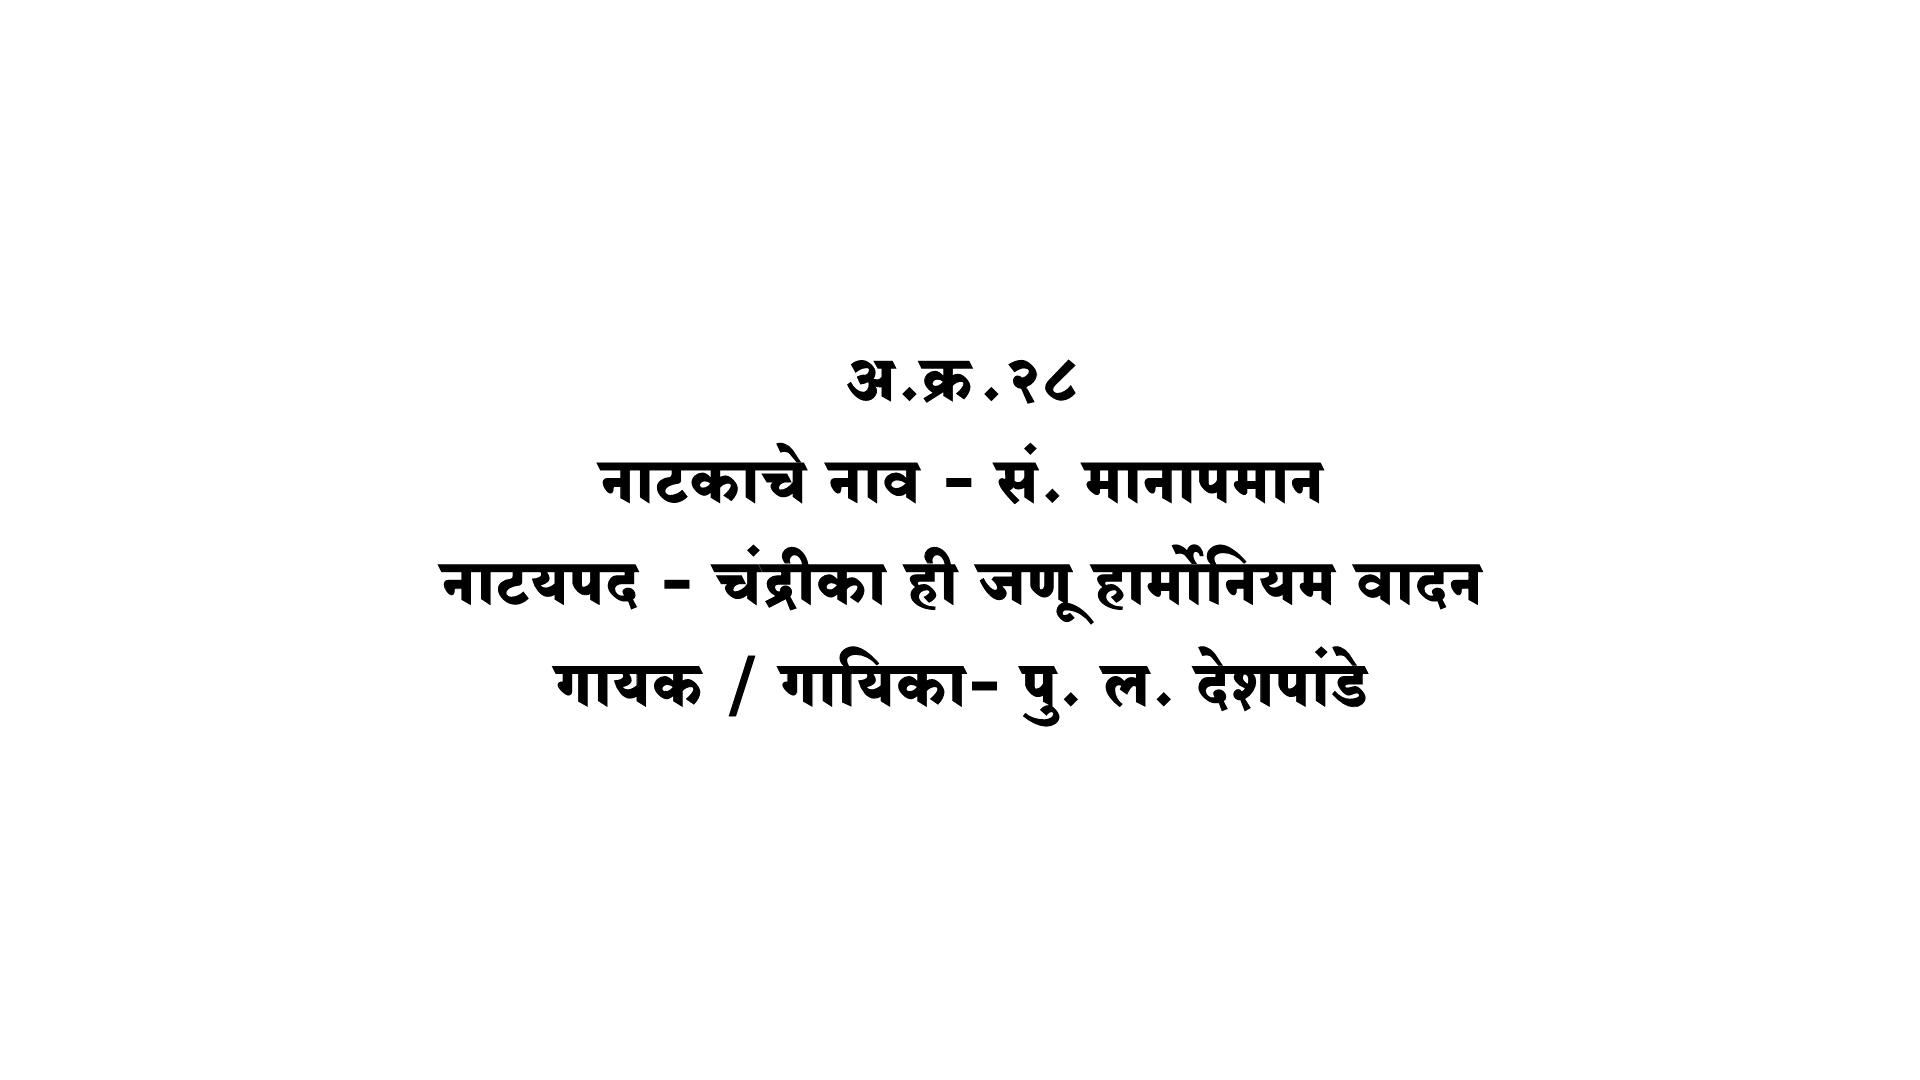 अ.क्र.२८
नाटकाचे नाव - सं. मानापमान
नाटयपद - चंद्रीका ही जणू हार्मोनियम वादन
गायक / गायिका- पु. ल. देशपांडे